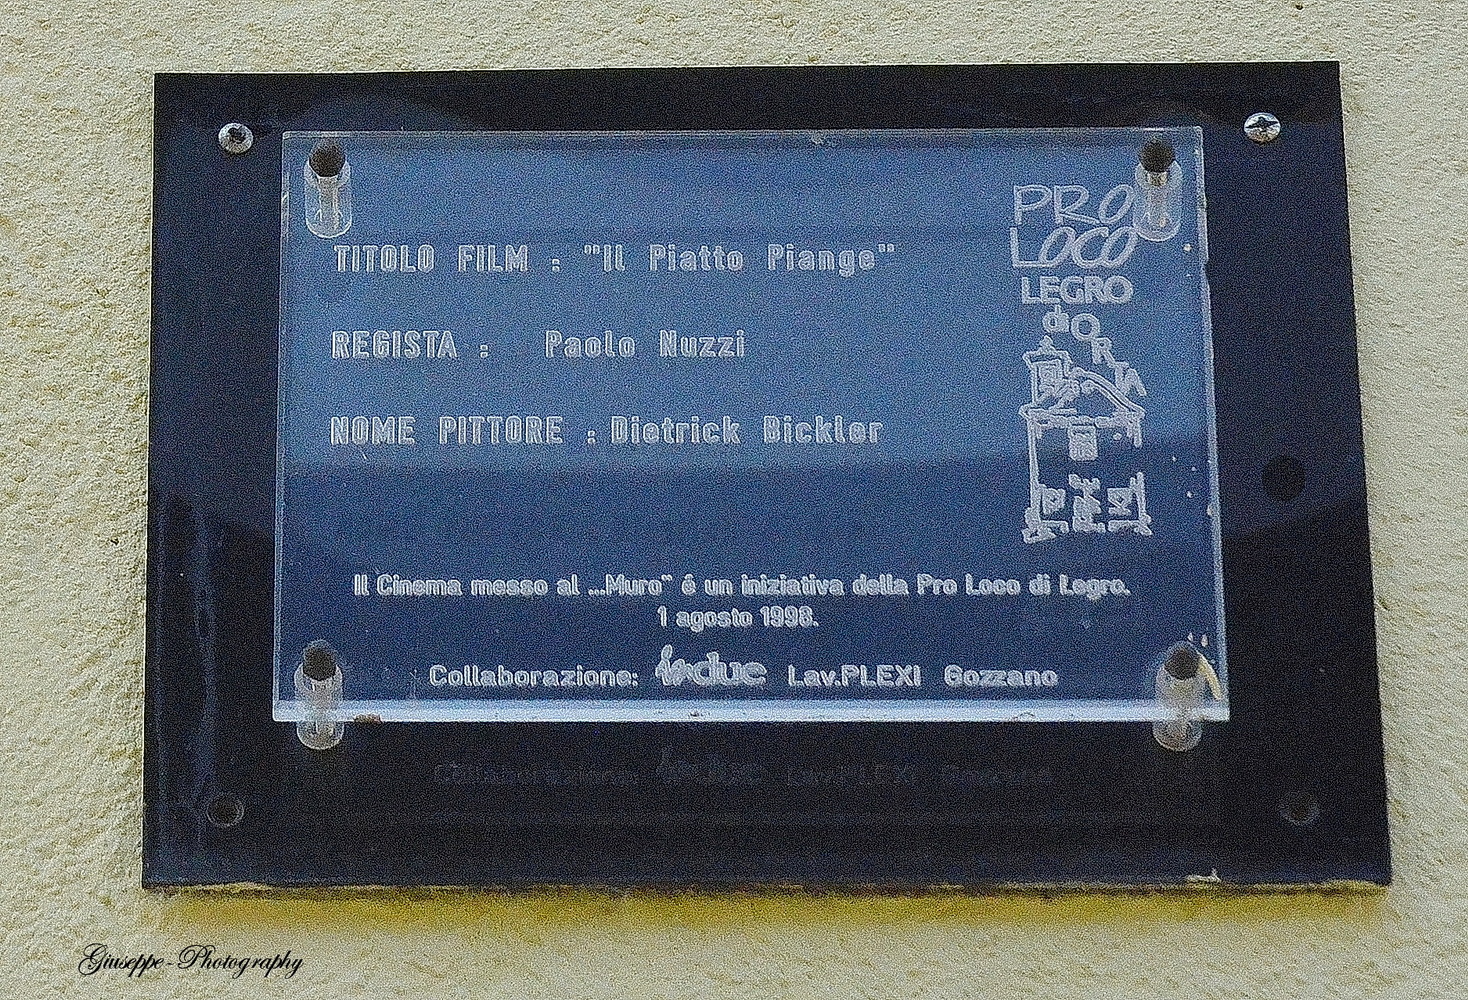 PRO
LOCO
LEGRO
di ORTA
TITOLO FILM : "Il Piatto Piange"
REGISTA : Paolo Nuzzi
NOME PITTORE : Dietrick Bickler
Il Cinema messo al ...Muro" é un iniziativa della Pro Loco di Legro.
1 agosto 1998.
Collaborazione: indue Lav.PLEXI Gozzano
Giuseppe-Photography